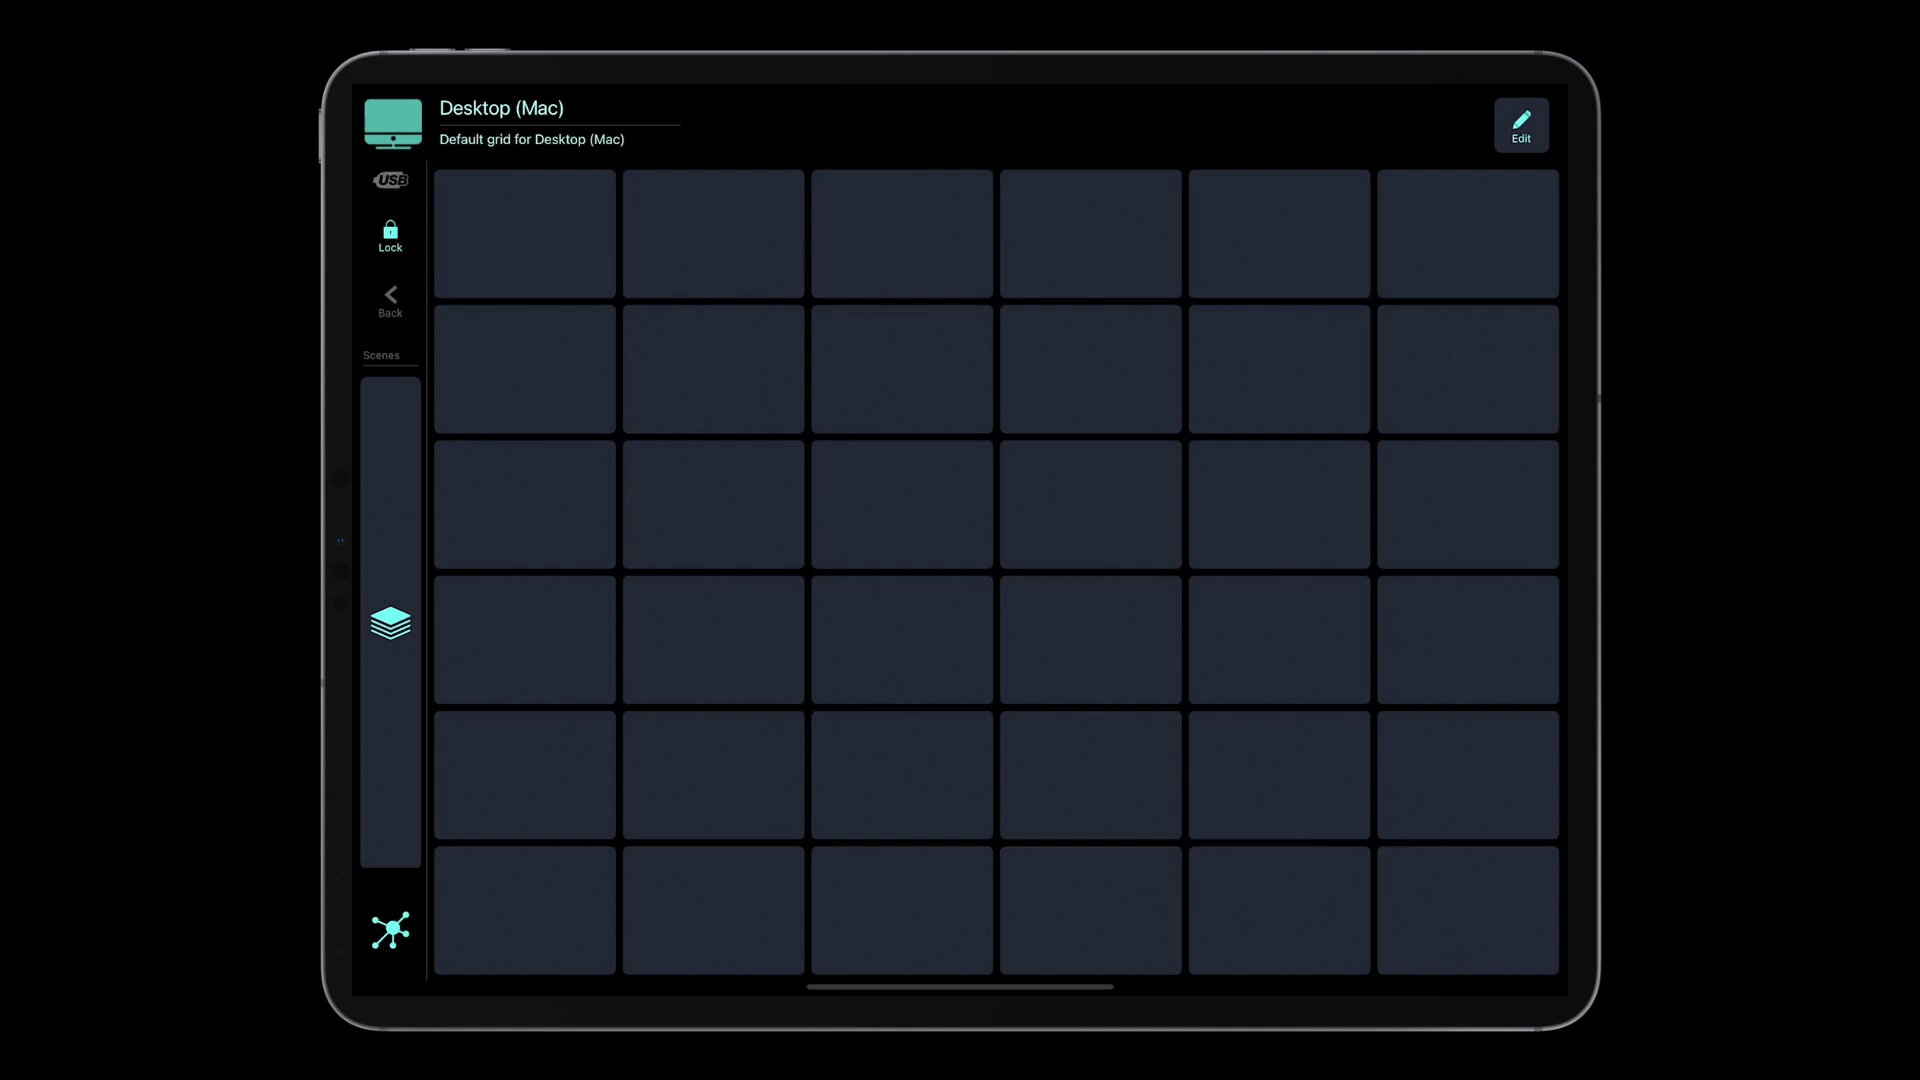 Desktop (Mac)
Default grid for Desktop (Mac)
Edit
USB
Lock
Back
Scenes